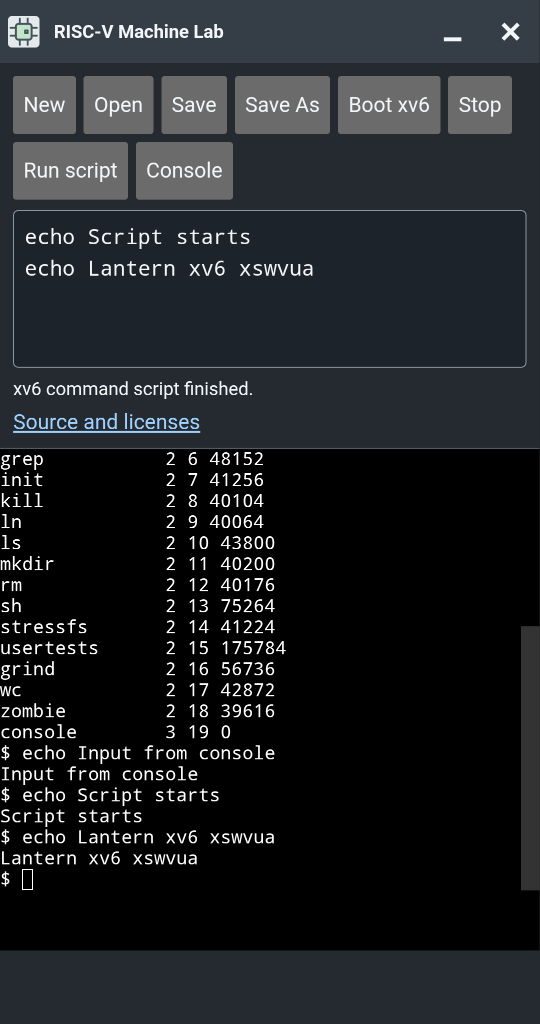 RISC-V Machine Lab
New Open Save Save As Boot xv6 Stop
Run script Console
echo Script starts
echo Lantern xv6 xswvua
xv6 command script finished.
Source and licenses
grep           2 6 48152
init           2 7 41256
kill           2 8 40104
ln             2 9 40064
ls             2 10 43800
mkdir          2 11 40200
rm             2 12 40176
sh             2 13 75264
stressfs       2 14 41224
usertests      2 15 175784
grind          2 16 56736
wc             2 17 42872
zombie         2 18 39616
console        3 19 0
$ echo Input from console
Input from console
$ echo Script starts
Script starts
$ echo Lantern xv6 xswvua
Lantern xv6 xswvua
$